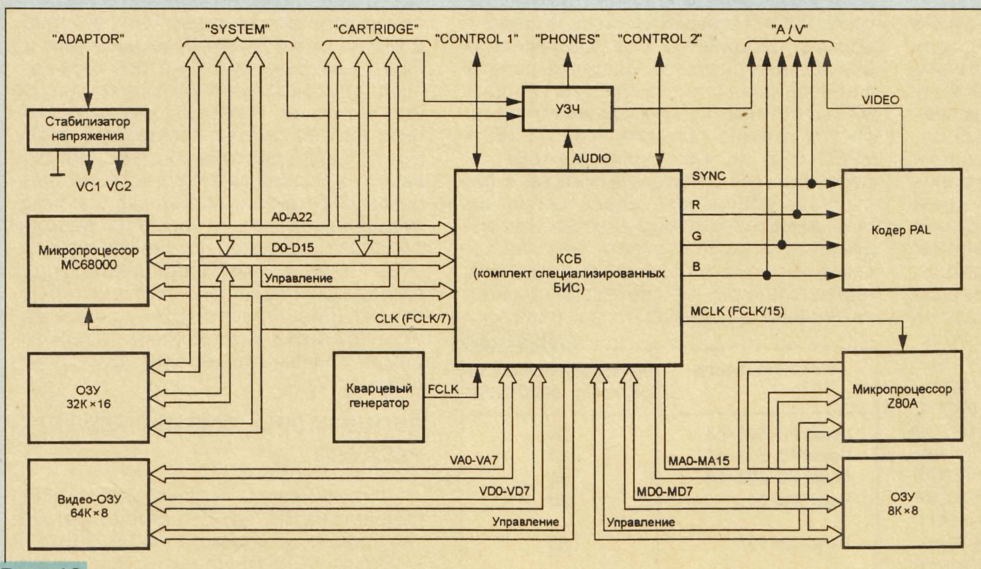 "ADAPTOR"
"SYSTEM"
"CARTRIDGE"
"CONTROL 1"
"PHONES"
"CONTROL 2"
"A / V"
Стабилизатор
напряжения
VC1 VC2
УЗЧ
AUDIO
VIDEO
Микропроцессор
MC68000
A0-A22
D0-D15
Управление
CLK (FCLK/7)
КСБ
(комплект специализированных
БИС)
SYNC
R
G
B
Кодер PAL
MCLK (FCLK/15)
ОЗУ
32K×16
Кварцевый
генератор
FCLK
Микропроцессор
Z80A
Видео-ОЗУ
64K×8
VA0-VA7
VD0-VD7
Управление
MA0-MA15
MD0-MD7
Управление
ОЗУ
8K×8